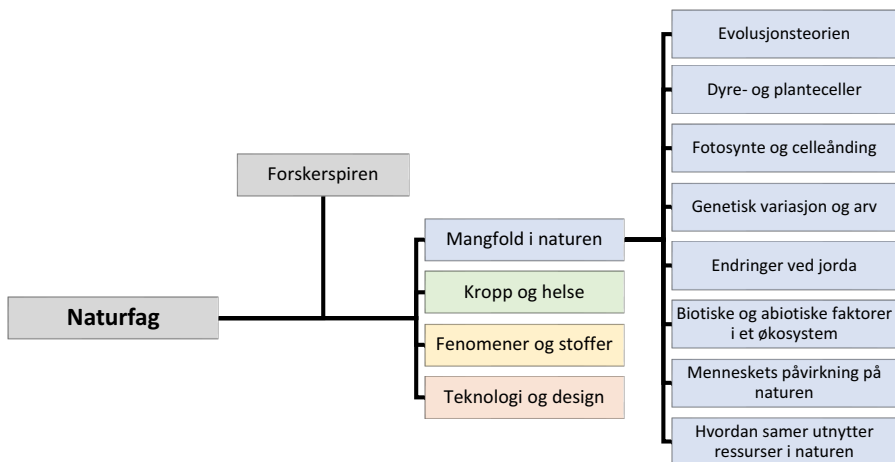 Naturfag
Forskerspiren
Mangfold i naturen
Kropp og helse
Fenomener og stoffer
Teknologi og design
Evolusjonsteorien
Dyre- og planteceller
Fotosynte og celleånding
Genetisk variasjon og arv
Endringer ved jorda
Biotiske og abiotiske faktorer
i et økosystem
Menneskets påvirkning på
naturen
Hvordan samer utnytter
ressurser i naturen